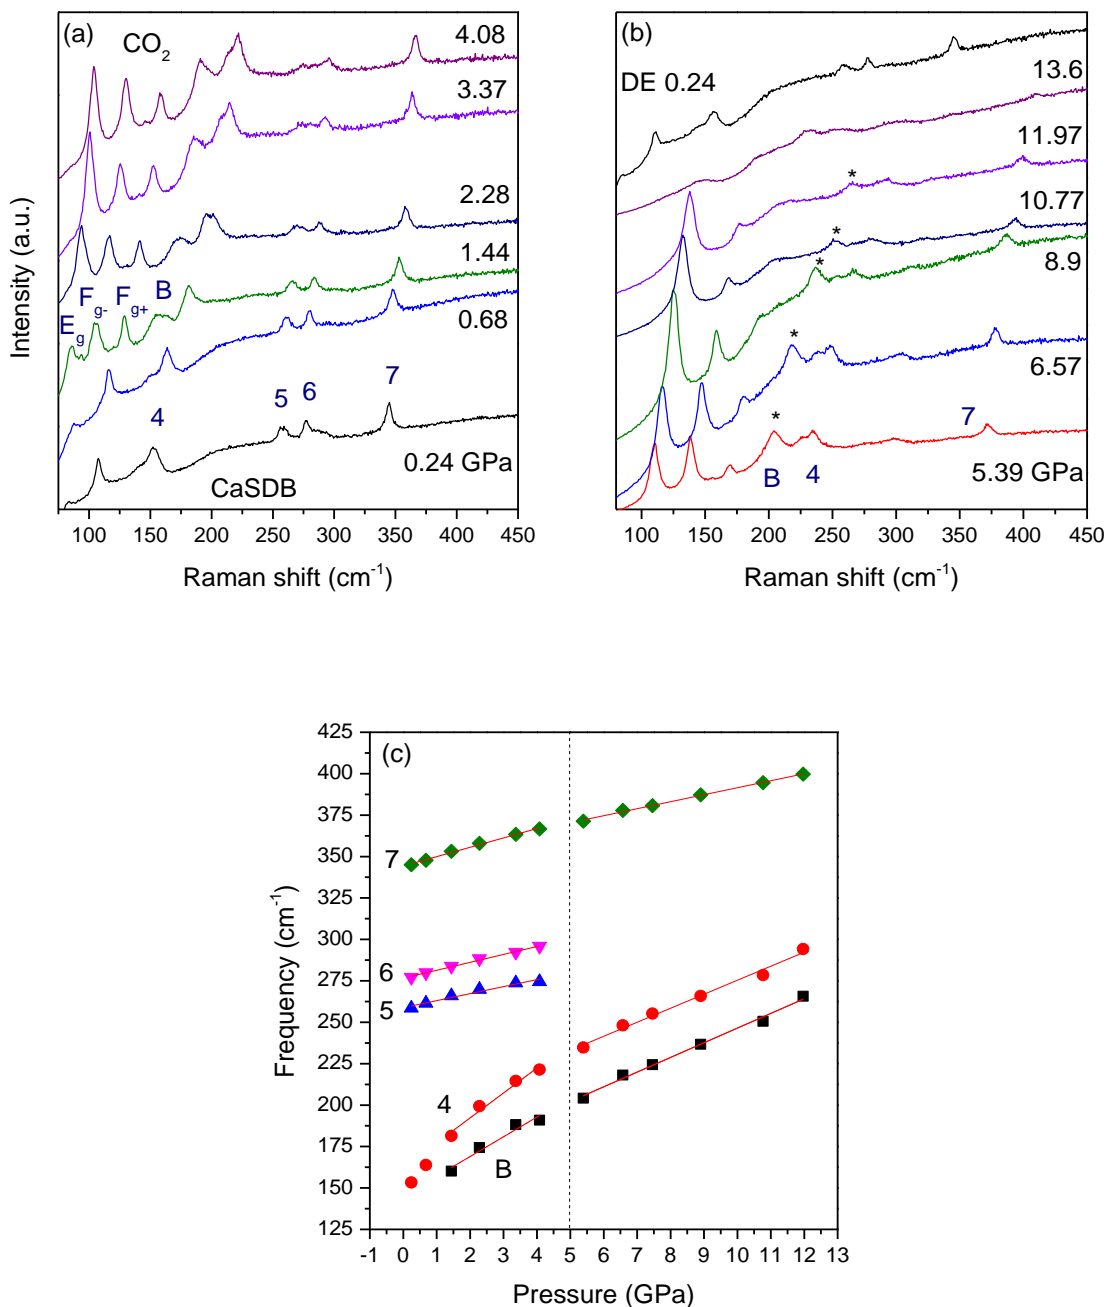 (a)
CO2
4.08
3.37
2.28
1.44
0.68
0.24 GPa
Eg
Fg-
Fg+
B
4
5
6
7
CaSDB
100 150 200 250 300 350 400 450
Raman shift (cm-1)
Intensity (a.u.)
(b)
DE 0.24
13.6
11.97
10.77
8.9
6.57
5.39 GPa
*
*
*
*
*
B
4
7
100 150 200 250 300 350 400 450
Raman shift (cm-1)
(c)
425
400
375
350
325
300
275
250
225
200
175
150
125
7
6
5
4
B
-1 0 1 2 3 4 5 6 7 8 9 10 11 12 13
Pressure (GPa)
Frequency (cm-1)